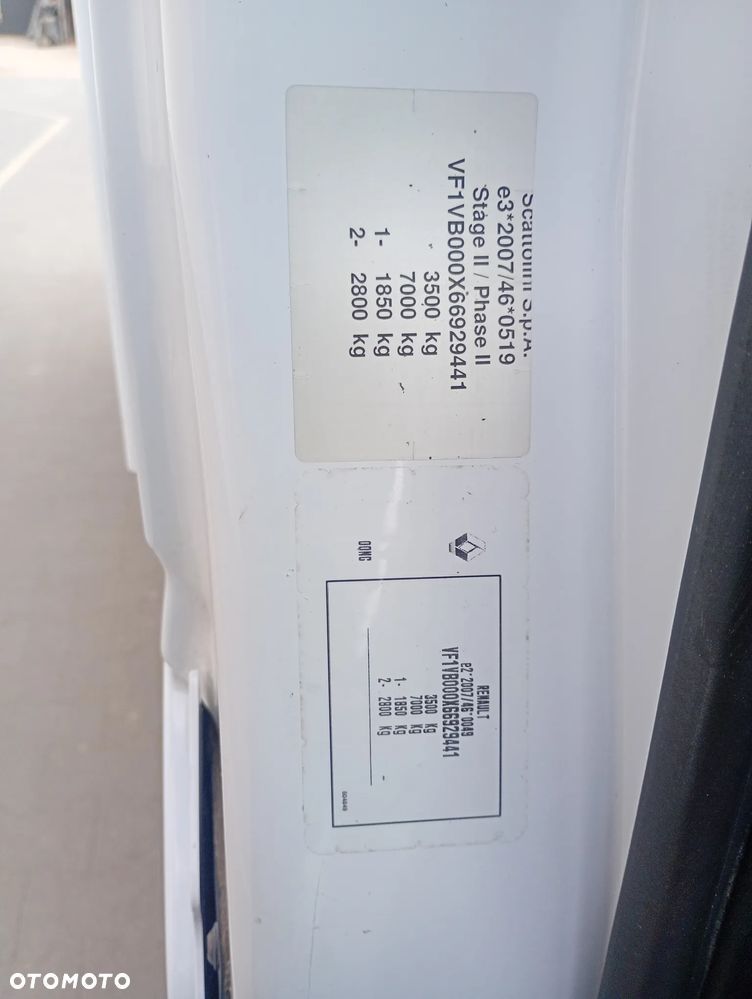 Scattolini S.p.A.
e3*2007/46*0519
Stage II / Phase II
VF1VB000X66929441
3500 kg
7000 kg
1- 1850 kg
2- 2800 kg
00NG
RENAULT
e2*2007/46*0049
VF1VB000X66929441
3500 Kg
7000 Kg
1- 1850 Kg
2- 2800 Kg
-
OTOMOTO